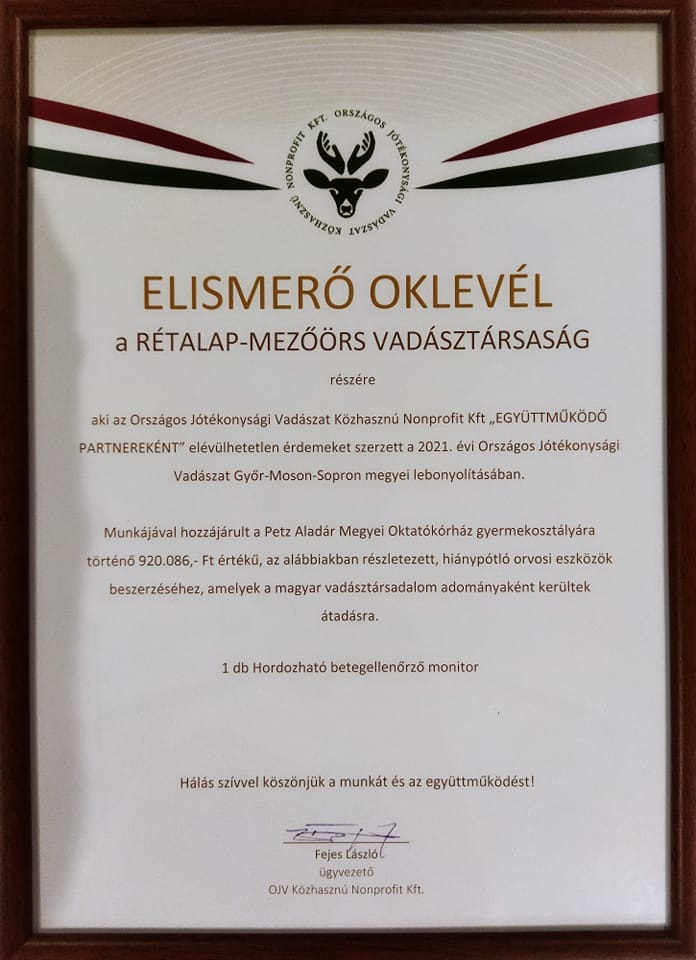 ORSZÁGOS JÓTÉKONYSÁGI VADÁSZAT KÖZHASZNÚ NONPROFIT KFT.
ELISMERŐ OKLEVÉL
a RÉTALAP-MEZŐÖRS VADÁSZTÁRSASÁG
részére
aki az Országos Jótékonysági Vadászat Közhasznú Nonprofit Kft „EGYÜTTMŰKÖDŐ
PARTNEREKÉNT” elévülhetetlen érdemeket szerzett a 2021. évi Országos Jótékonysági
Vadászat Győr-Moson-Sopron megyei lebonyolításában.
Munkájával hozzájárult a Petz Aladár Megyei Oktatókórház gyermekosztályára
történő 920.086,- Ft értékű, az alábbiakban részletezett, hiánypótló orvosi eszközök
beszerzéséhez, amelyek a magyar vadásztársadalom adományaként kerültek
átadásra.
1 db Hordozható betegellenőrző monitor
Hálás szívvel köszönjük a munkát és az együttműködést!
Fejes László
ügyvezető
OJV Közhasznú Nonprofit Kft.